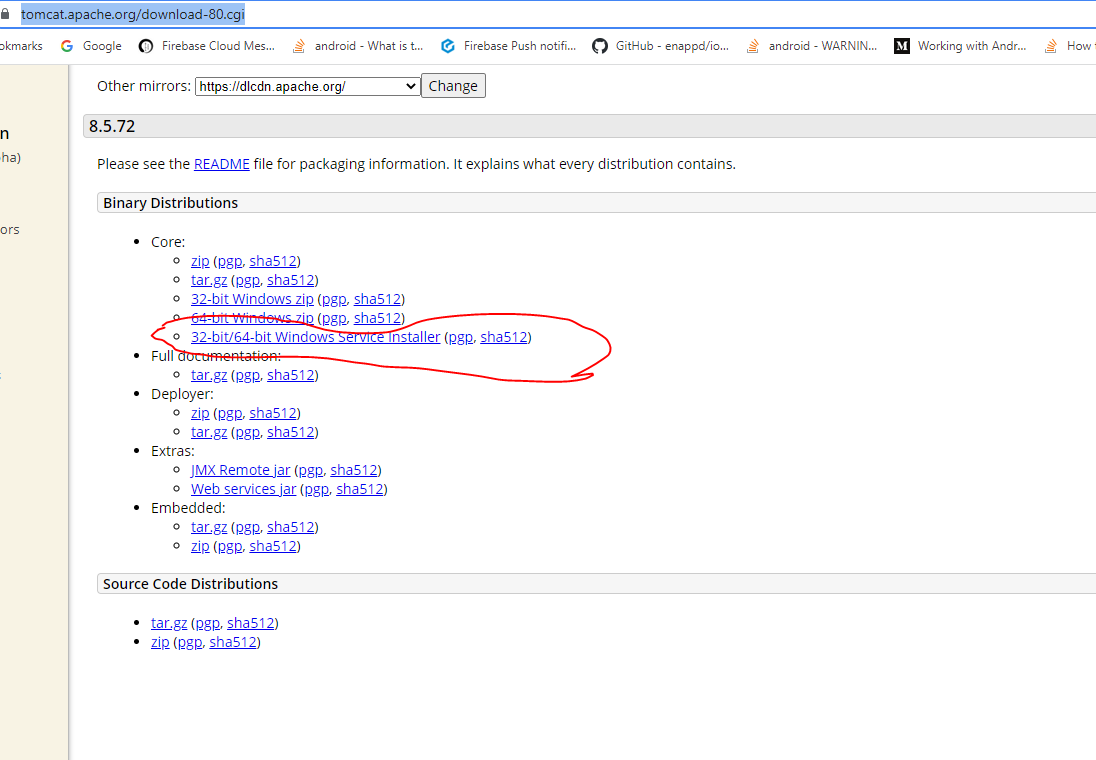 tomcat.apache.org/download-80.cgi
okmarks Google Firebase Cloud Mes... android - What is t... Firebase Push notifi... GitHub - enappd/io... android - WARNIN... M Working with Andr... How t
Other mirrors: https://dlcdn.apache.org/ Change
n
8.5.72
ha)
Please see the README file for packaging information. It explains what every distribution contains.
Binary Distributions
ors
Core:
zip (pgp, sha512)
tar.gz (pgp, sha512)
32-bit Windows zip (pgp, sha512)
64-bit Windows zip (pgp, sha512)
32-bit/64-bit Windows Service Installer (pgp, sha512)
Full documentation:
tar.gz (pgp, sha512)
Deployer:
zip (pgp, sha512)
tar.gz (pgp, sha512)
Extras:
JMX Remote jar (pgp, sha512)
Web services jar (pgp, sha512)
Embedded:
tar.gz (pgp, sha512)
zip (pgp, sha512)
Source Code Distributions
tar.gz (pgp, sha512)
zip (pgp, sha512)